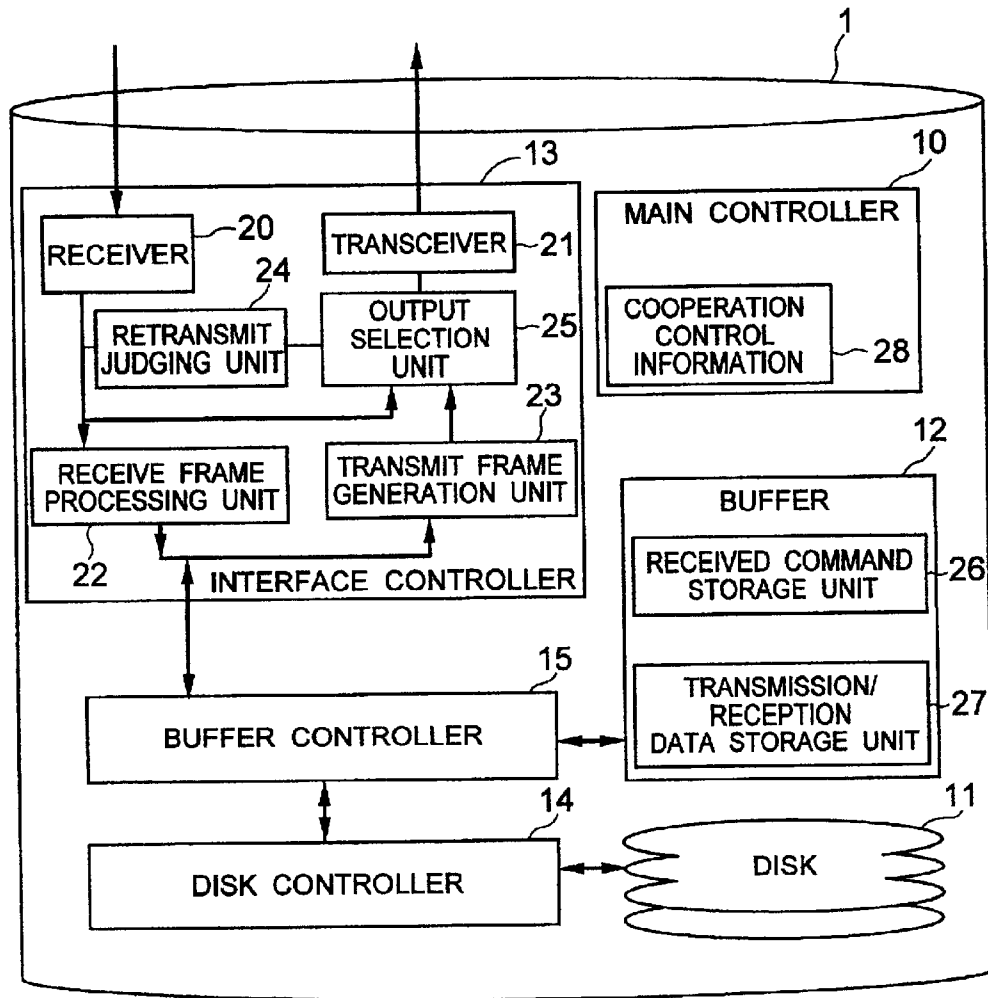 1
13
10
RECEIVER
20
TRANSCEIVER
21
MAIN CONTROLLER
24
RETRANSMIT
JUDGING UNIT
OUTPUT
SELECTION
UNIT
25
COOPERATION
CONTROL
INFORMATION
28
23
RECEIVE FRAME
PROCESSING UNIT
22
TRANSMIT FRAME
GENERATION UNIT
INTERFACE CONTROLLER
12
BUFFER
RECEIVED COMMAND
STORAGE UNIT
26
TRANSMISSION/
RECEPTION
DATA STORAGE UNIT
27
15
BUFFER CONTROLLER
14
DISK CONTROLLER
11
DISK